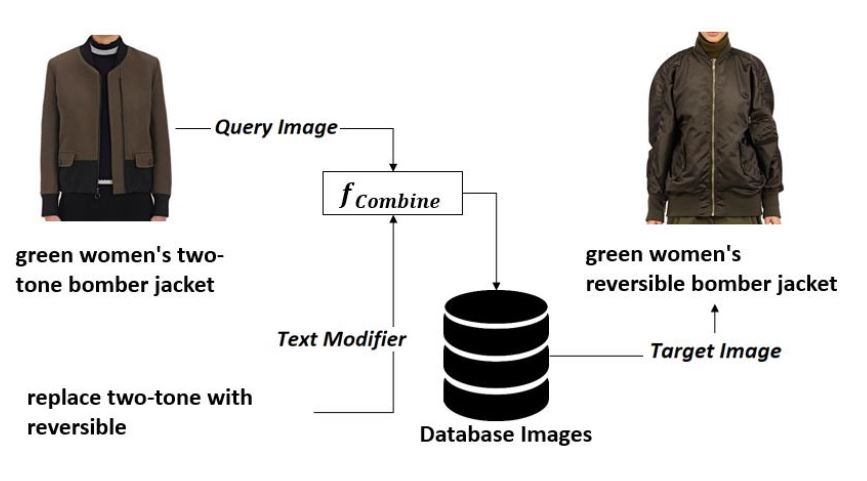 Query Image
f Combine
green women's two-
tone bomber jacket
green women's
reversible bomber jacket
Text Modifier
Target Image
replace two-tone with
reversible
Database Images